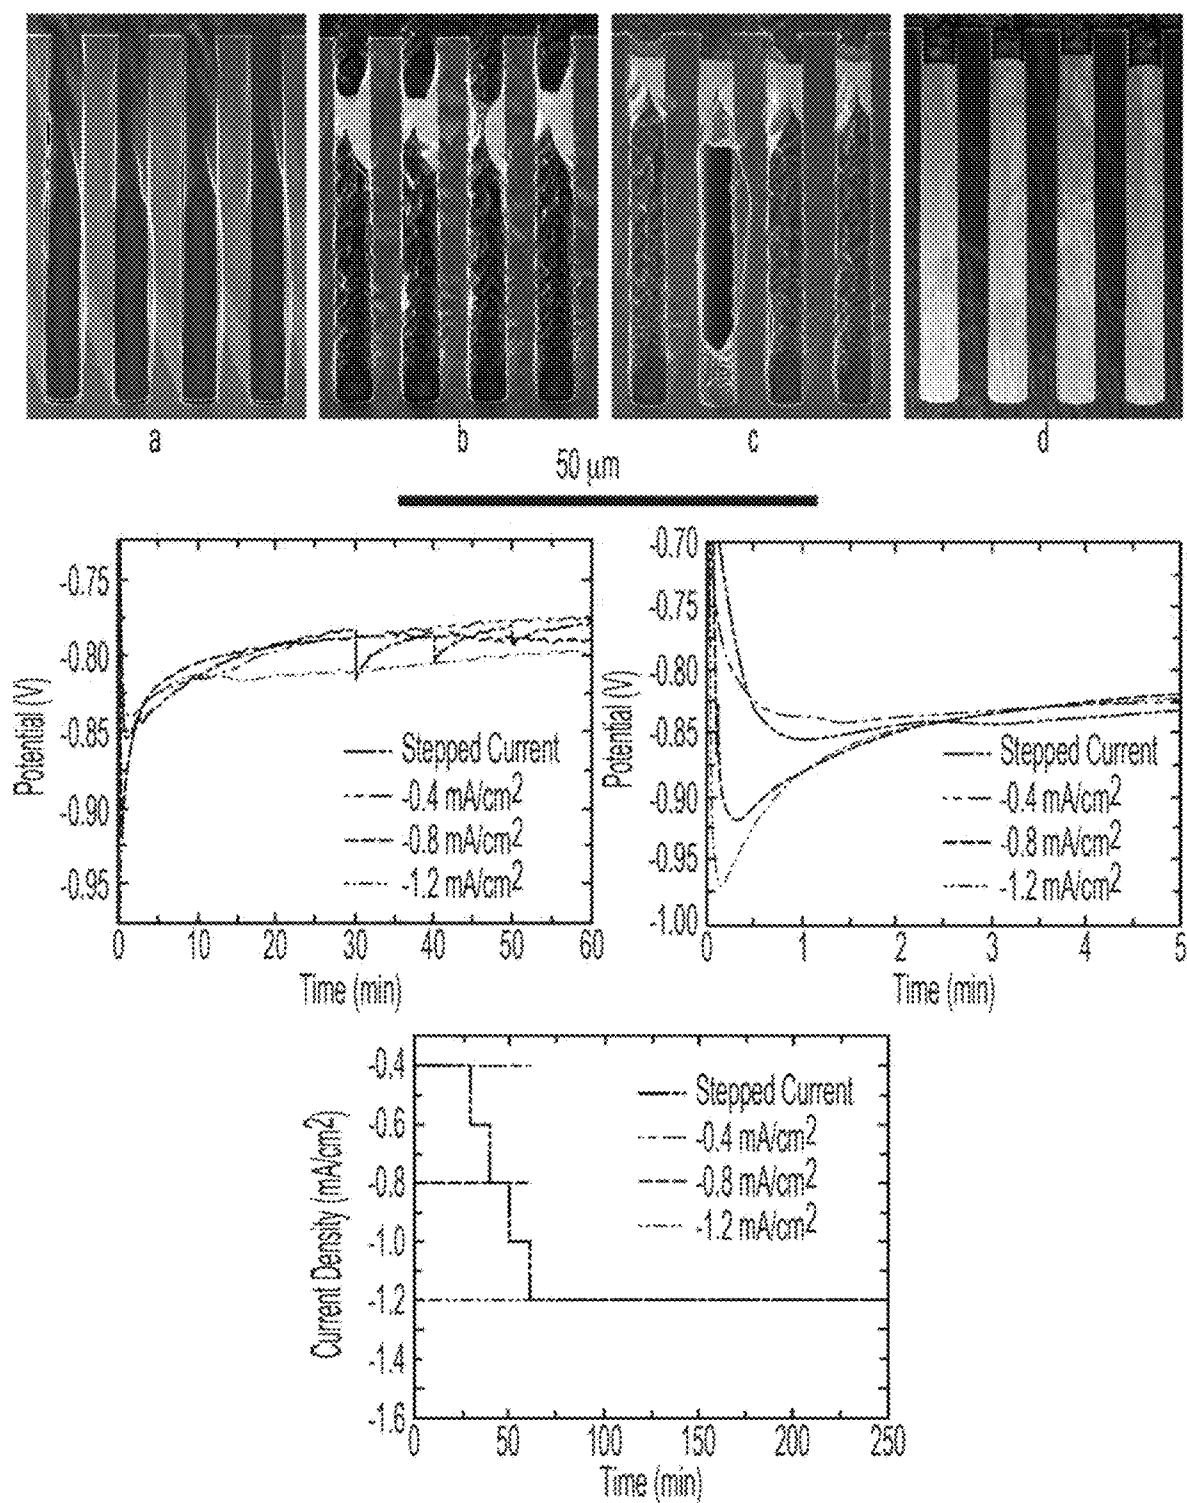 a b c d
50 μm
-0.75
-0.80
-0.85
-0.90
-0.95
Potential (V)
Stepped Current
-0.4 mA/cm2
-0.8 mA/cm2
-1.2 mA/cm2
0 10 20 30 40 50 60
Time (min)
-0.70
-0.75
-0.80
-0.85
-0.90
-0.95
-1.00
Potential (V)
Stepped Current
-0.4 mA/cm2
-0.8 mA/cm2
-1.2 mA/cm2
0 1 2 3 4 5
Time (min)
-0.4
-0.6
-0.8
-1.0
-1.2
-1.4
-1.6
Current Density (mA/cm2)
Stepped Current
-0.4 mA/cm2
-0.8 mA/cm2
-1.2 mA/cm2
0 50 100 150 200 250
Time (min)